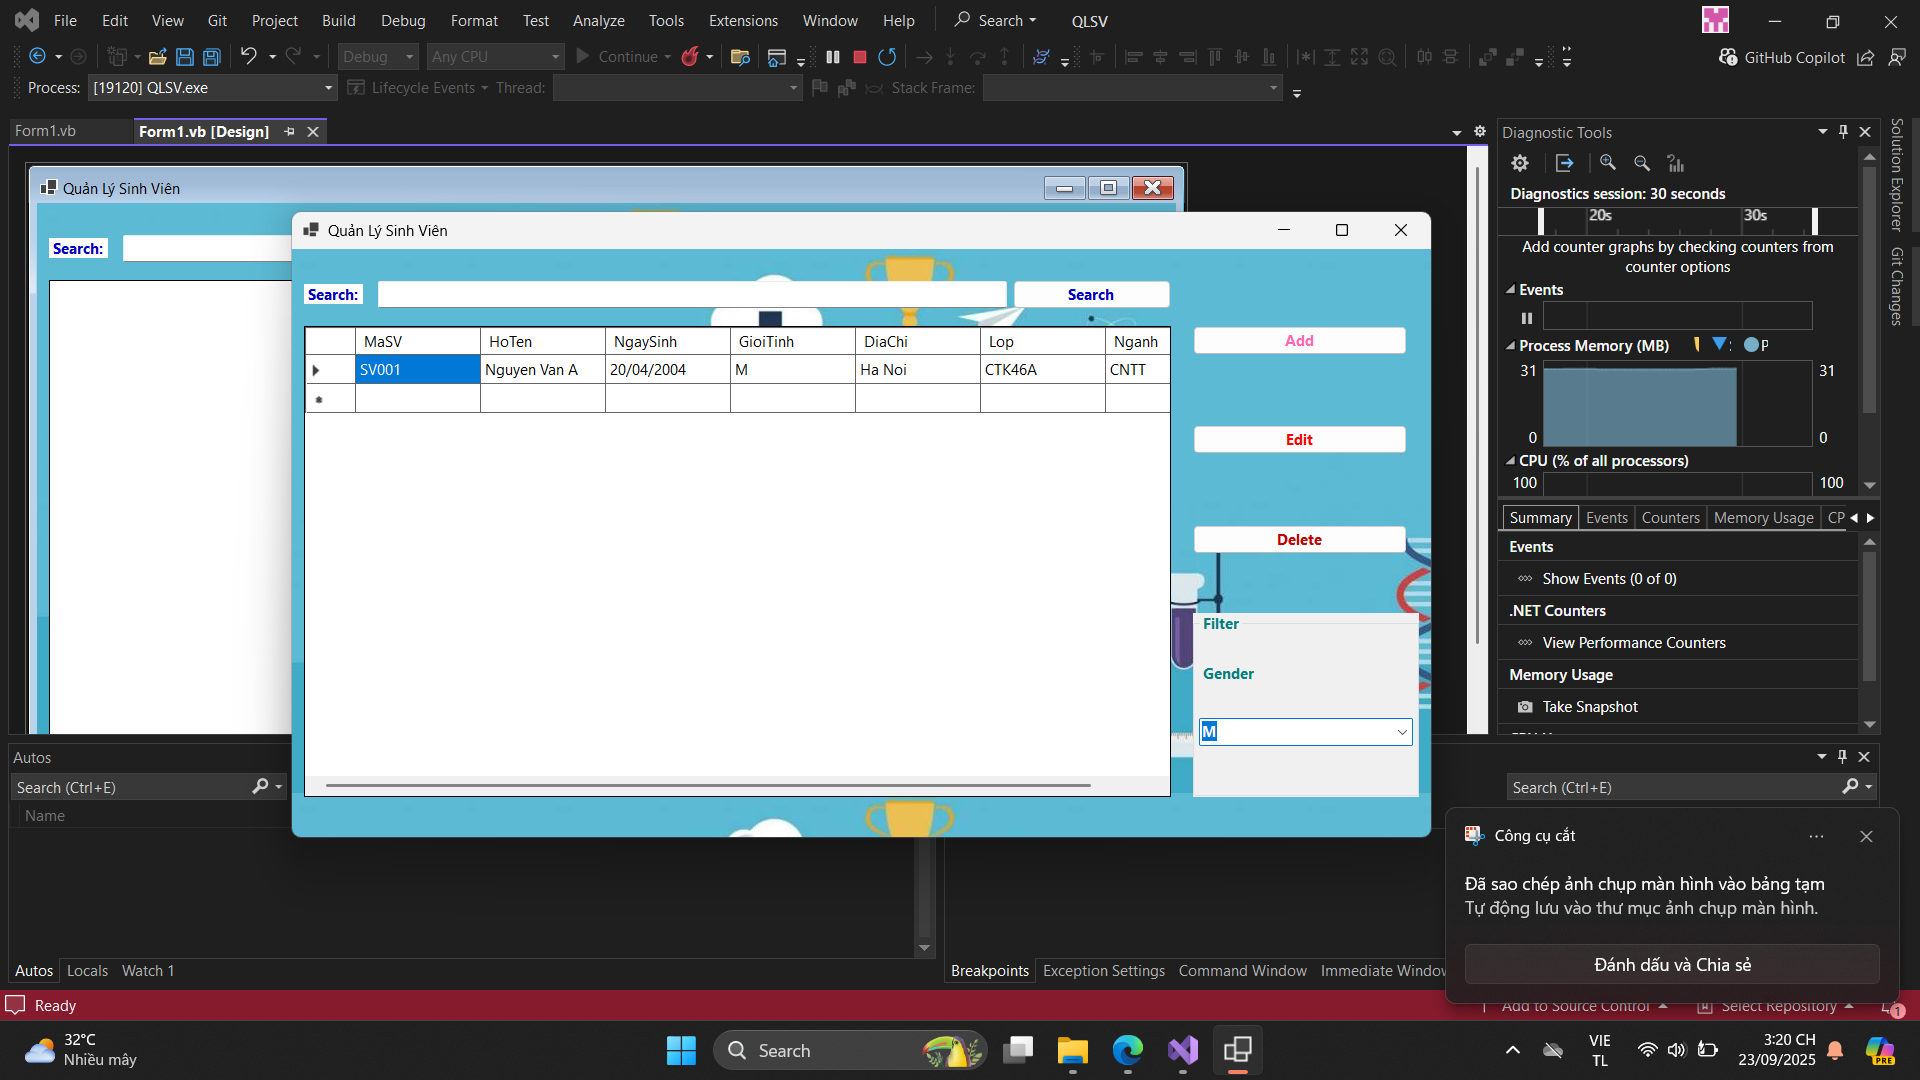 File Edit View Git Project Build Debug Format Test Analyze Tools Extensions Window Help Search QLSV
Debug Any CPU Continue GitHub Copilot
Process: [19120] QLSV.exe Lifecycle Events Thread: Stack Frame:
Form1.vb Form1.vb [Design]
Quản Lý Sinh Viên
Search:
Quản Lý Sinh Viên
Search: Search
MaSV HoTen NgaySinh GioiTinh DiaChi Lop Nganh
SV001 Nguyen Van A 20/04/2004 M Ha Noi CTK46A CNTT
Add
Edit
Delete
Filter
Gender
M
Diagnostic Tools
Diagnostics session: 30 seconds
20s 30s
Add counter graphs by checking counters from
counter options
Events
Process Memory (MB) P
31 31
0 0
CPU (% of all processors)
100 100
Summary Events Counters Memory Usage CP
Events
Show Events (0 of 0)
.NET Counters
View Performance Counters
Memory Usage
Take Snapshot
Solution Explorer
Git Changes
Autos
Search (Ctrl+E)
Name
Autos Locals Watch 1
Search (Ctrl+E)
Breakpoints Exception Settings Command Window Immediate Window
Công cụ cắt
Đã sao chép ảnh chụp màn hình vào bảng tạm
Tự động lưu vào thư mục ảnh chụp màn hình.
Đánh dấu và Chia sẻ
Ready Add to Source Control Select Repository 1
32°C
Nhiều mây
Search
PRE
VIE
TL
3:20 CH
23/09/2025